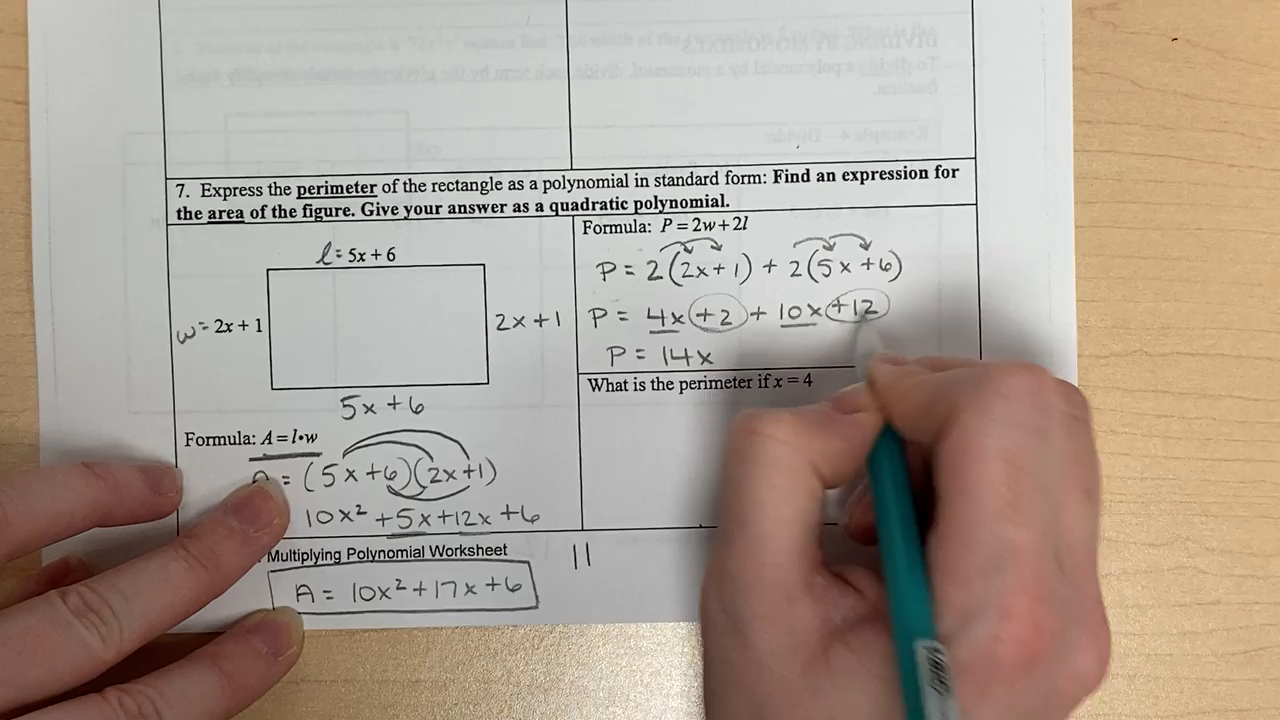 7. Express the perimeter of the rectangle as a polynomial in standard form: Find an expression for
the area of the figure. Give your answer as a quadratic polynomial.
l = 5x + 6
w = 2x + 1
2x + 1
5x + 6
Formula: A = l•w
= (5x+6)(2x+1)
10x² + 5x + 12x + 6
Multiplying Polynomial Worksheet
A = 10x² + 17x + 6
Formula: P = 2w + 2l
P = 2(2x+1) + 2(5x+6)
P = 4x + 2 + 10x + 12
P = 14x
What is the perimeter if x = 4
11